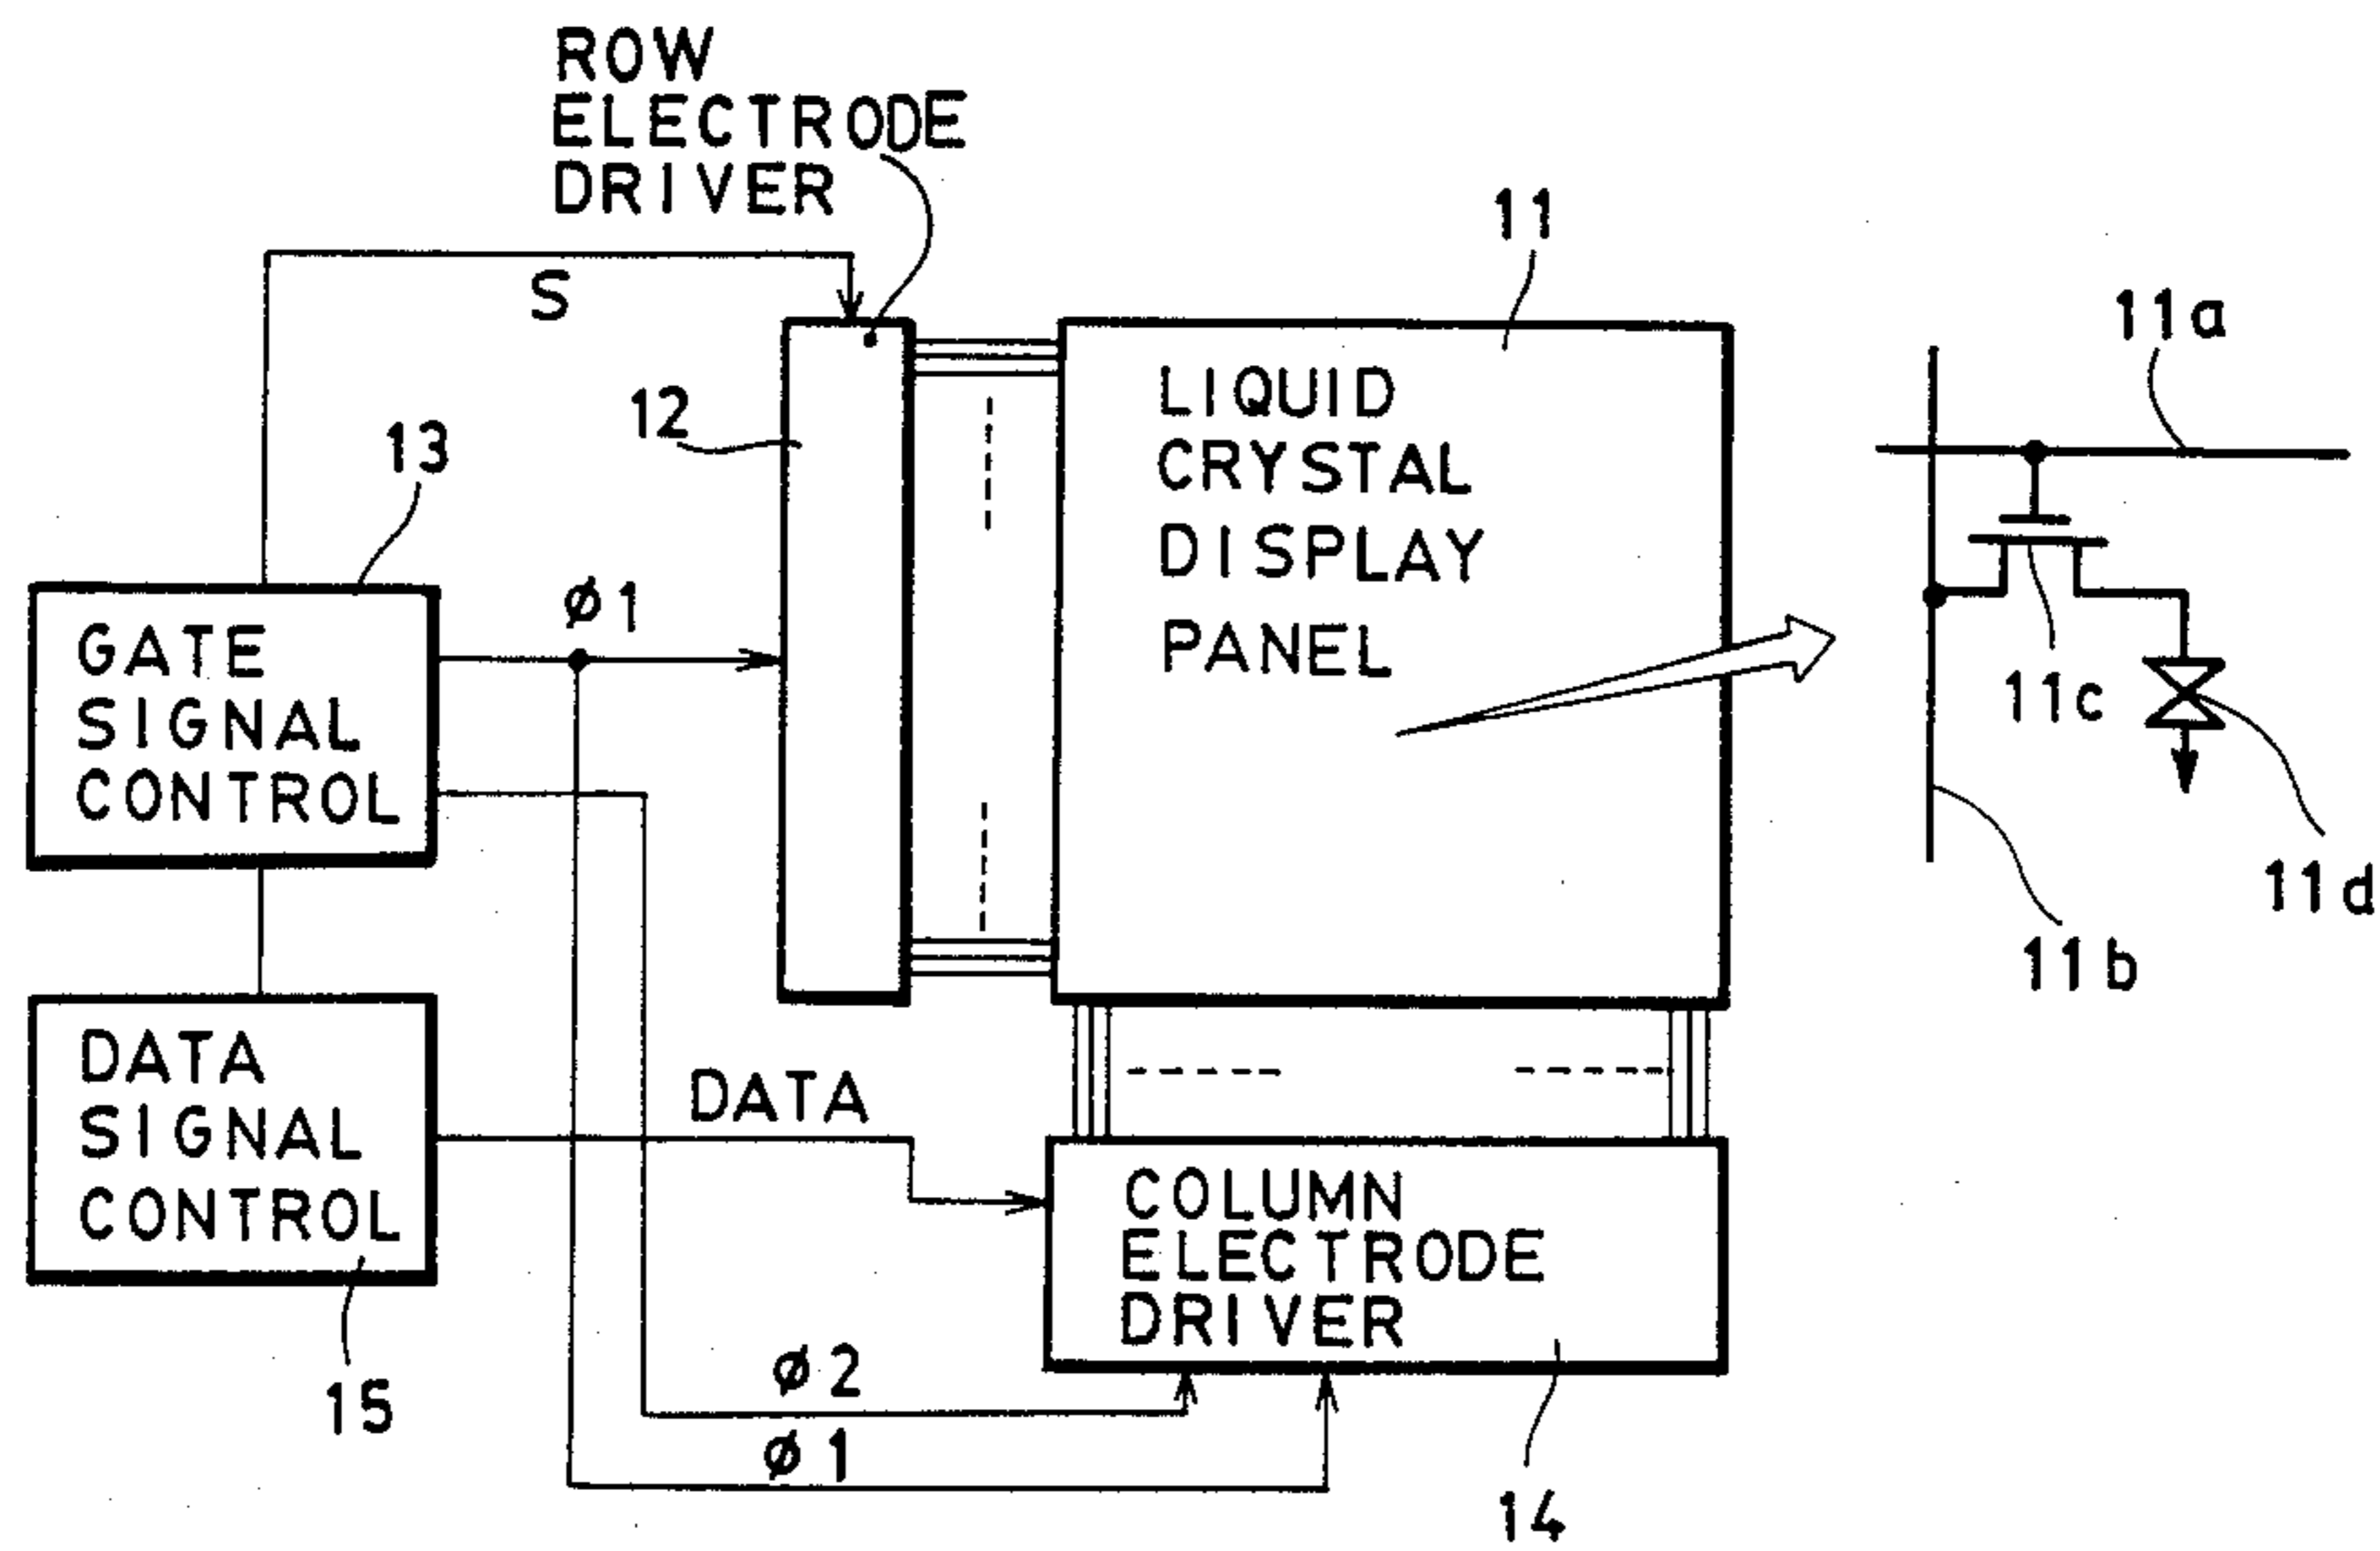 ROW
ELECTRODE
DRIVER
S
11
11a
12
13
LIQUID
CRYSTAL
DISPLAY
PANEL
ø1
GATE
SIGNAL
CONTROL
11c
11d
11b
DATA
SIGNAL
CONTROL
DATA
COLUMN
ELECTRODE
DRIVER
ø2
ø1
15
14